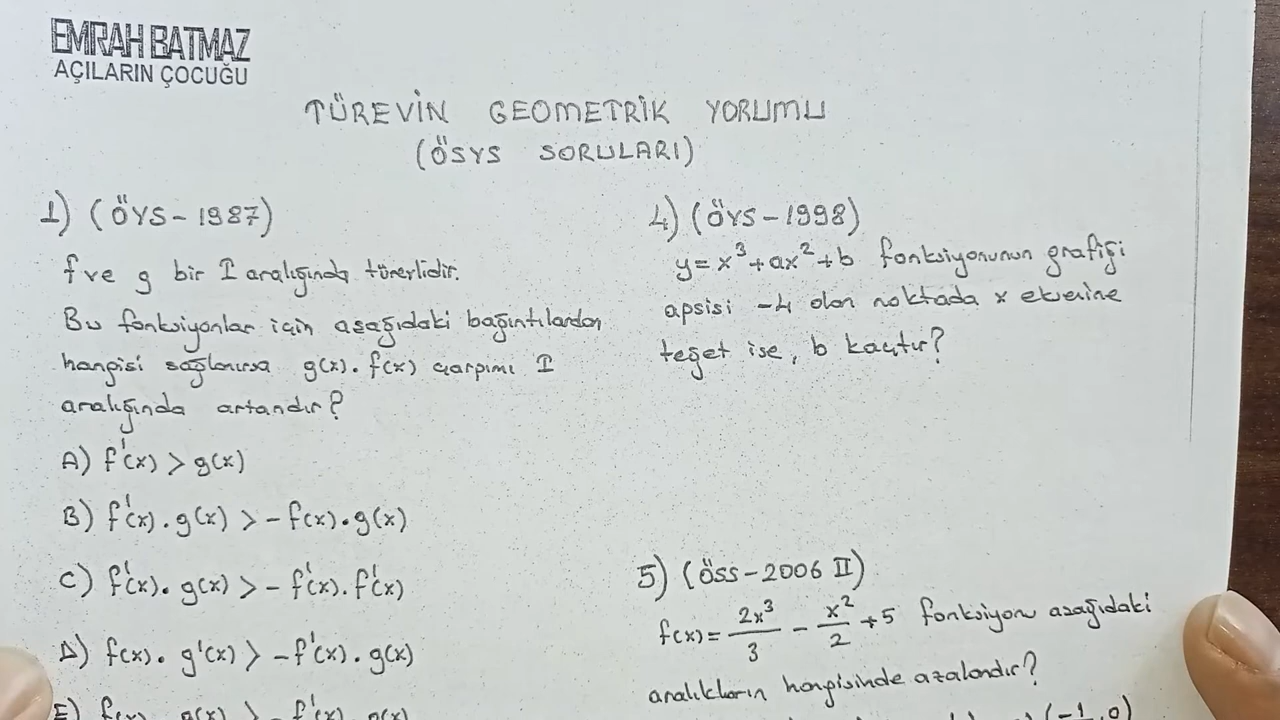 EMRAH BATMAZ
AÇILARIN ÇOCUĞU
TÜREVİN GEOMETRİK YORUMU
(ÖSYS SORULARI)
1) (ÖYS-1987)
f ve g bir I aralığında türevlidir.
Bu fonksiyonlar için aşağıdaki bağıntılardan
hangisi sağlanırsa g(x).f(x) çarpımı I
aralığında artandır?
A) f'(x) > g(x)
B) f'(x).g(x) > -f(x).g(x)
C) f'(x).g(x) > -f'(x).f'(x)
D) f(x).g'(x) > -f'(x).g(x)
E)
4) (ÖYS-1998)
y=x³+ax²+b fonksiyonunun grafiği
apsisi -4 olan noktada x eksenine
teğet ise, b kaçtır?
5) (ÖSS-2006 II)
f(x)= 2x³/3 - x²/2 +5 fonksiyonu aşağıdaki
aralıkların hangisinde azalandır?